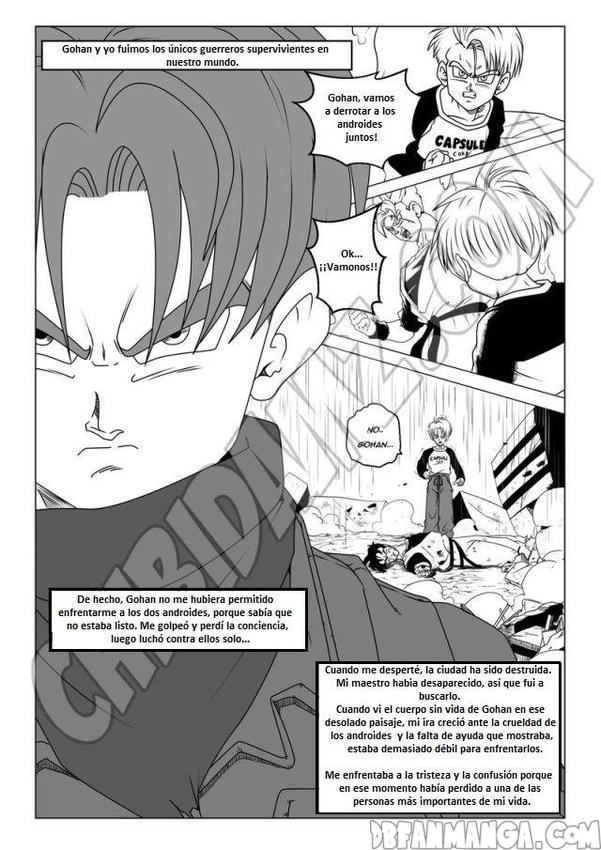 Gohan y yo fuimos los únicos guerreros supervivientes en
nuestro mundo.
Gohan, vamos
a derrotar a los
androides
juntos!
CAPSULE
CORP
Ok...
¡¡Vamonos!!
NO..
GOHAN...
CAPSULE
De hecho, Gohan no me hubiera permitido
enfrentarme a los dos androides, porque sabía que
no estaba listo. Me golpeó y perdí la conciencia,
luego luchó contra ellos solo...
Cuando me desperté, la ciudad ha sido destruida.
Mi maestro habia desaparecido, así que fui a
buscarlo.
Cuando vi el cuerpo sin vida de Gohan en ese
desolado paisaje, mi ira creció ante la crueldad de
los androides y la falta de ayuda que mostraba,
estaba demasiado débil para enfrentarlos.
Me enfrentaba a la tristeza y la confusión porque
en ese momento había perdido a una de las
personas más importantes de mi vida.
CHIBIDAMZ.COM
DBFANMANGA.COM